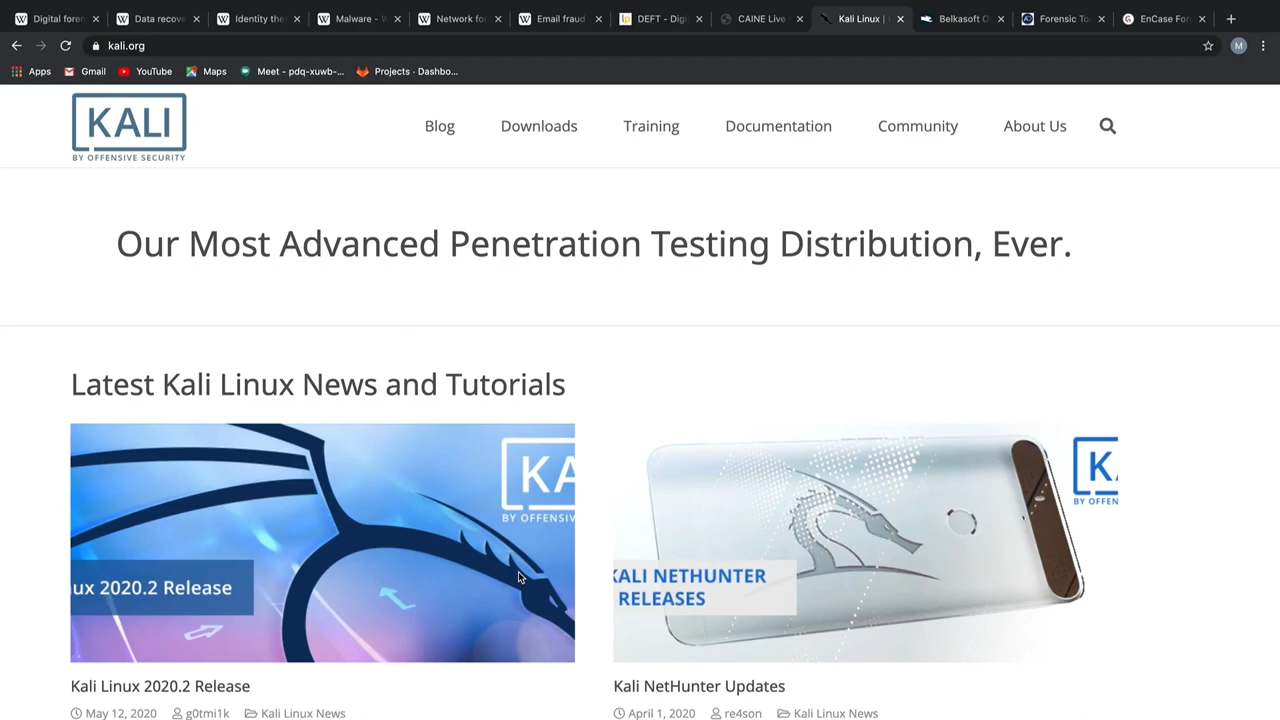 Digital foren
Data recove
Identity the
Malware - W
Network for
Email fraud
DEFT - Digi
CAINE Live
Kali Linux |
Belkasoft O
Forensic To
EnCase For
kali.org
M
Apps
Gmail
YouTube
Maps
Meet - pdq-xuwb-...
Projects · Dashbo...
KALI
BY OFFENSIVE SECURITY
Blog
Downloads
Training
Documentation
Community
About Us
Our Most Advanced Penetration Testing Distribution, Ever.
Latest Kali Linux News and Tutorials
KA
BY OFFENSIV
ux 2020.2 Release
K
BY OFFEN
KALI NETHUNTER
RELEASES
Kali Linux 2020.2 Release
May 12, 2020 g0tmi1k Kali Linux News
Kali NetHunter Updates
April 1, 2020 re4son Kali Linux News